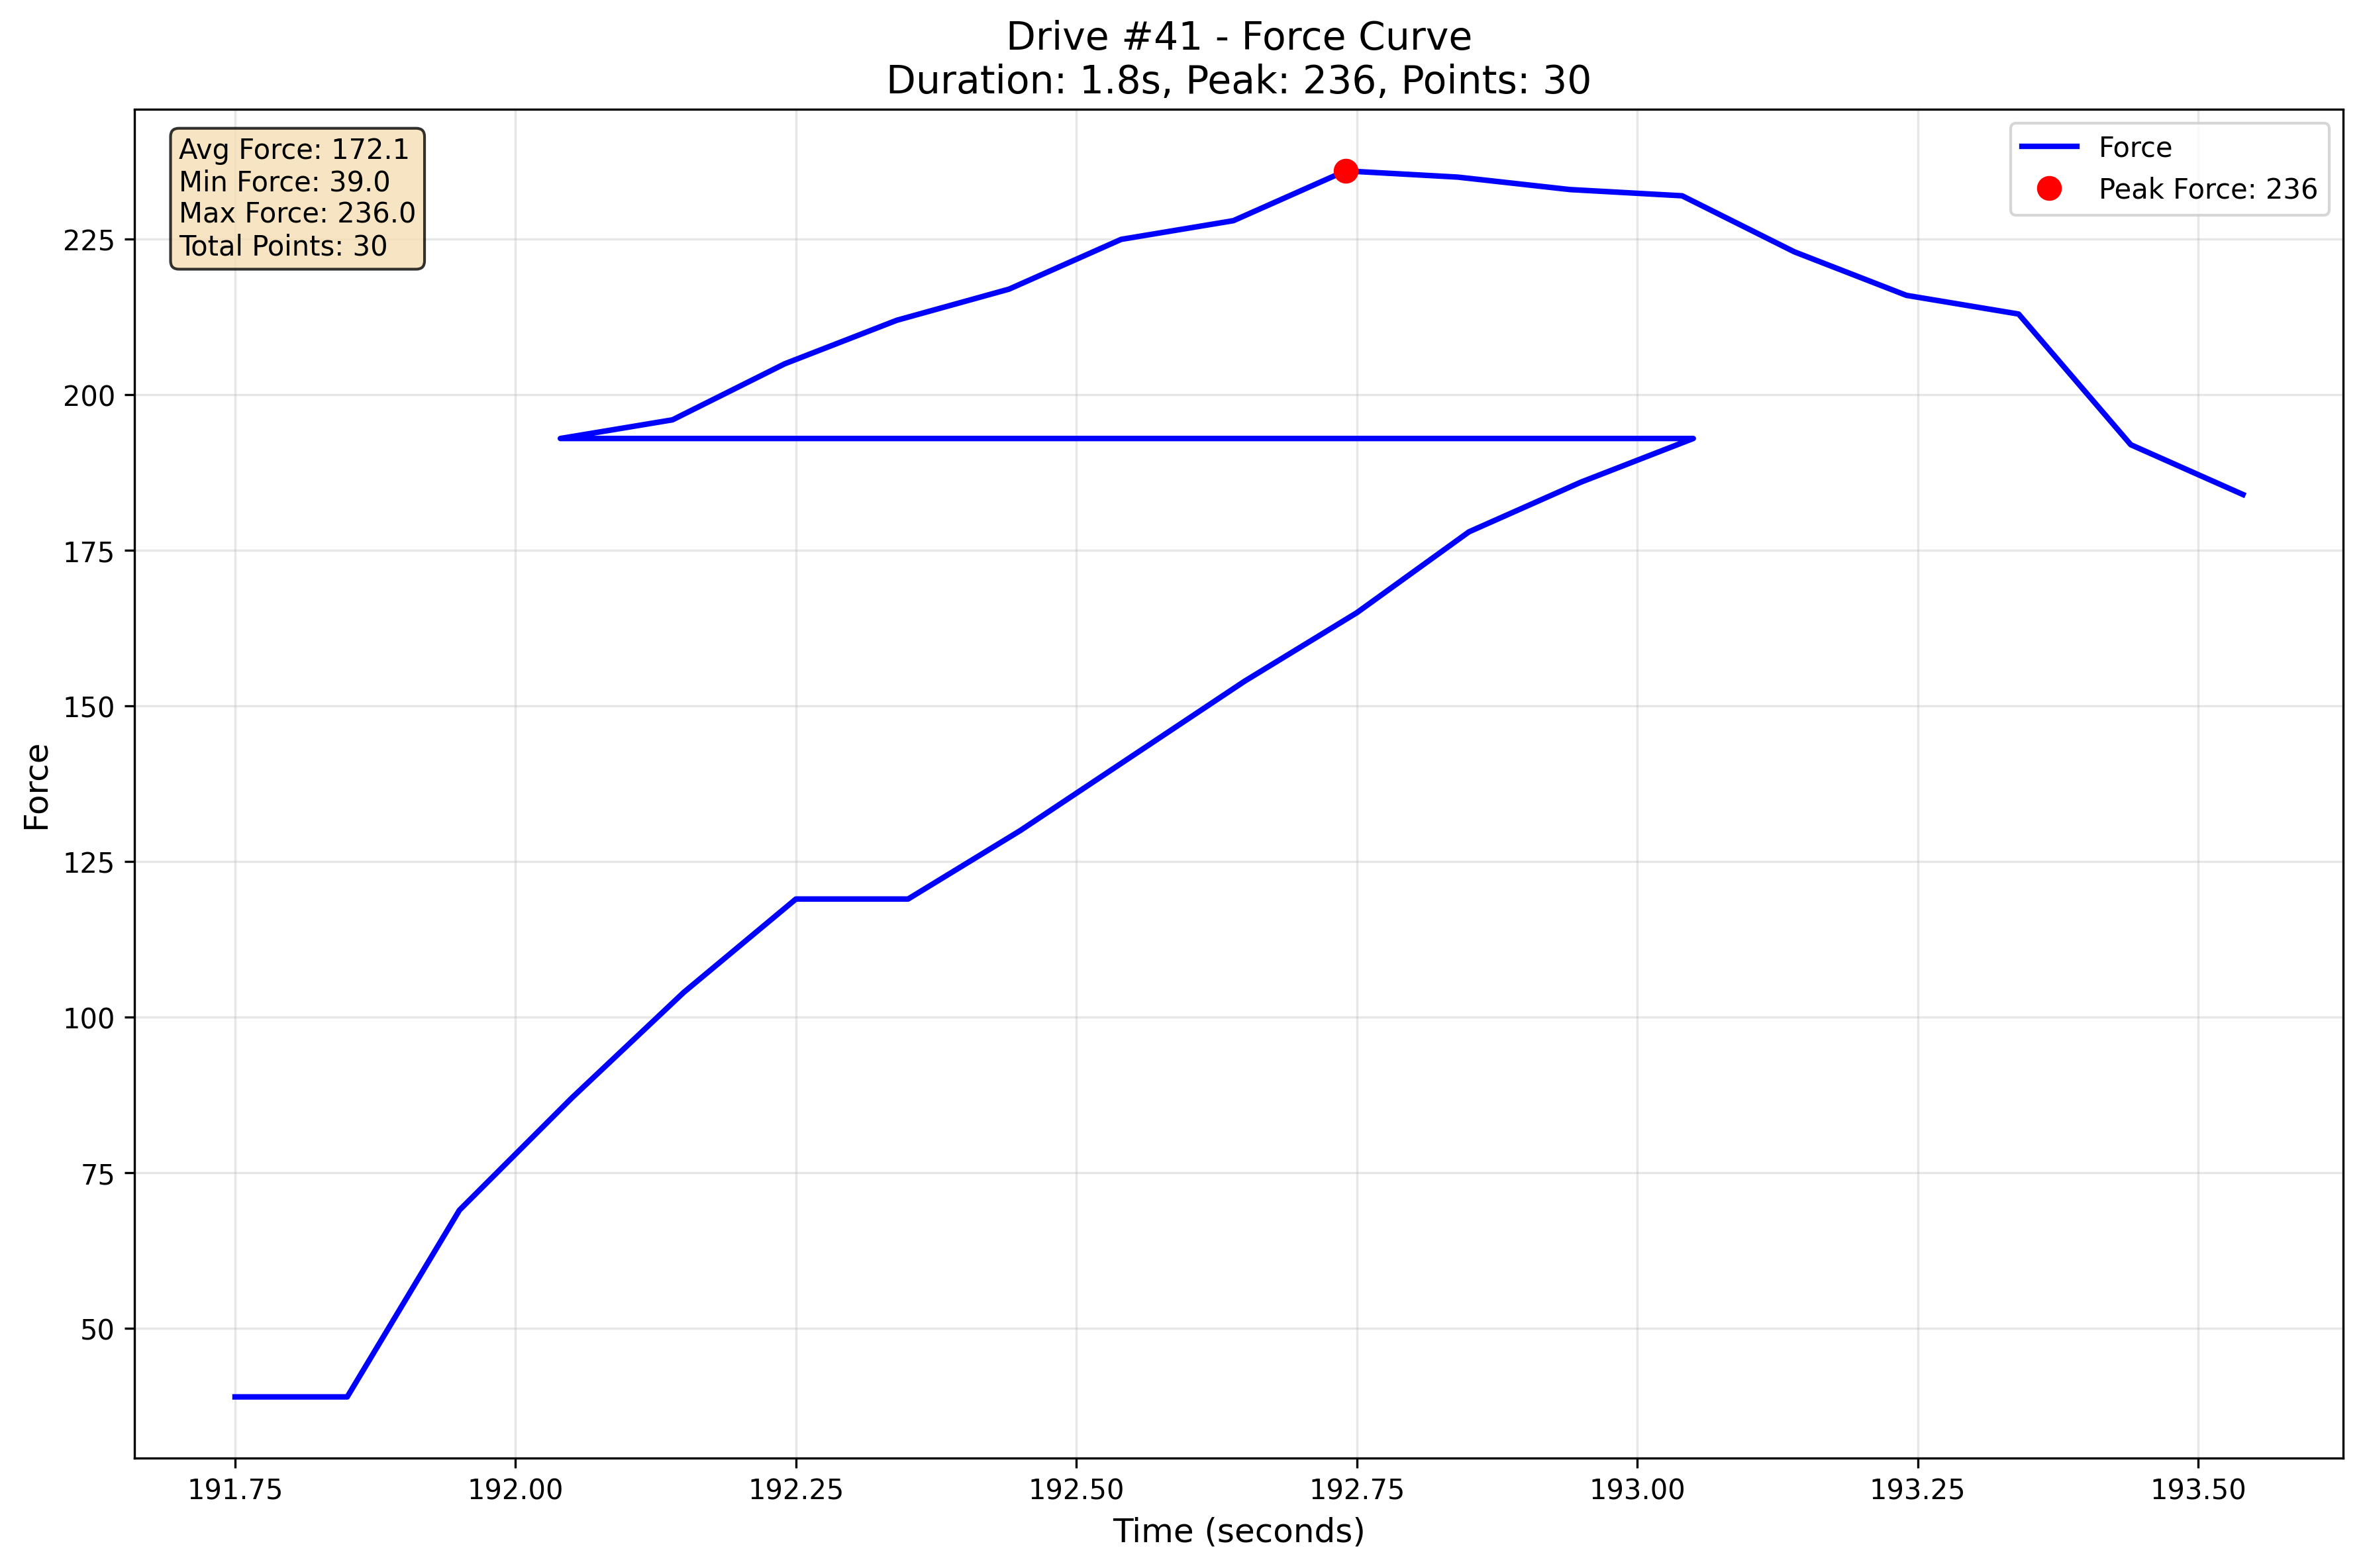 Drive #41 - Force Curve
Duration: 1.8s, Peak: 236, Points: 30
Avg Force: 172.1
Min Force: 39.0
Max Force: 236.0
Total Points: 30
Force
Peak Force: 236
225
200
175
150
125
100
75
50
Force
191.75 192.00 192.25 192.50 192.75 193.00 193.25 193.50
Time (seconds)